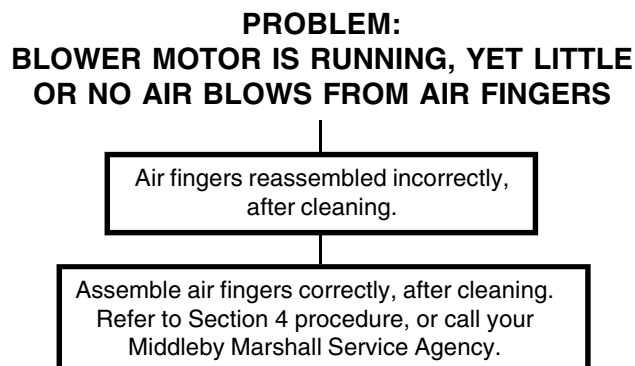 PROBLEM:
BLOWER MOTOR IS RUNNING, YET LITTLE
OR NO AIR BLOWS FROM AIR FINGERS
Air fingers reassembled incorrectly,
after cleaning.
Assemble air fingers correctly, after cleaning.
Refer to Section 4 procedure, or call your
Middleby Marshall Service Agency.